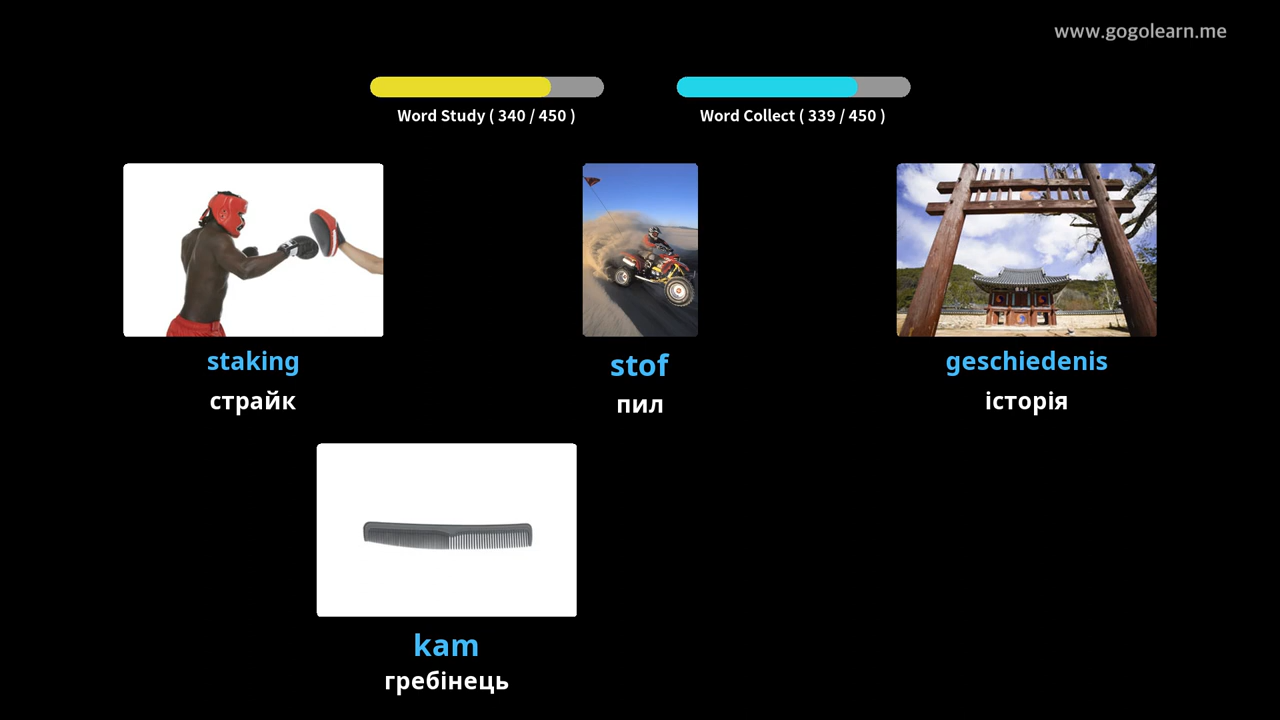 www.gogolearn.me
Word Study ( 340 / 450 )
Word Collect ( 339 / 450 )
staking
страйк
stof
пил
geschiedenis
історія
kam
гребінець